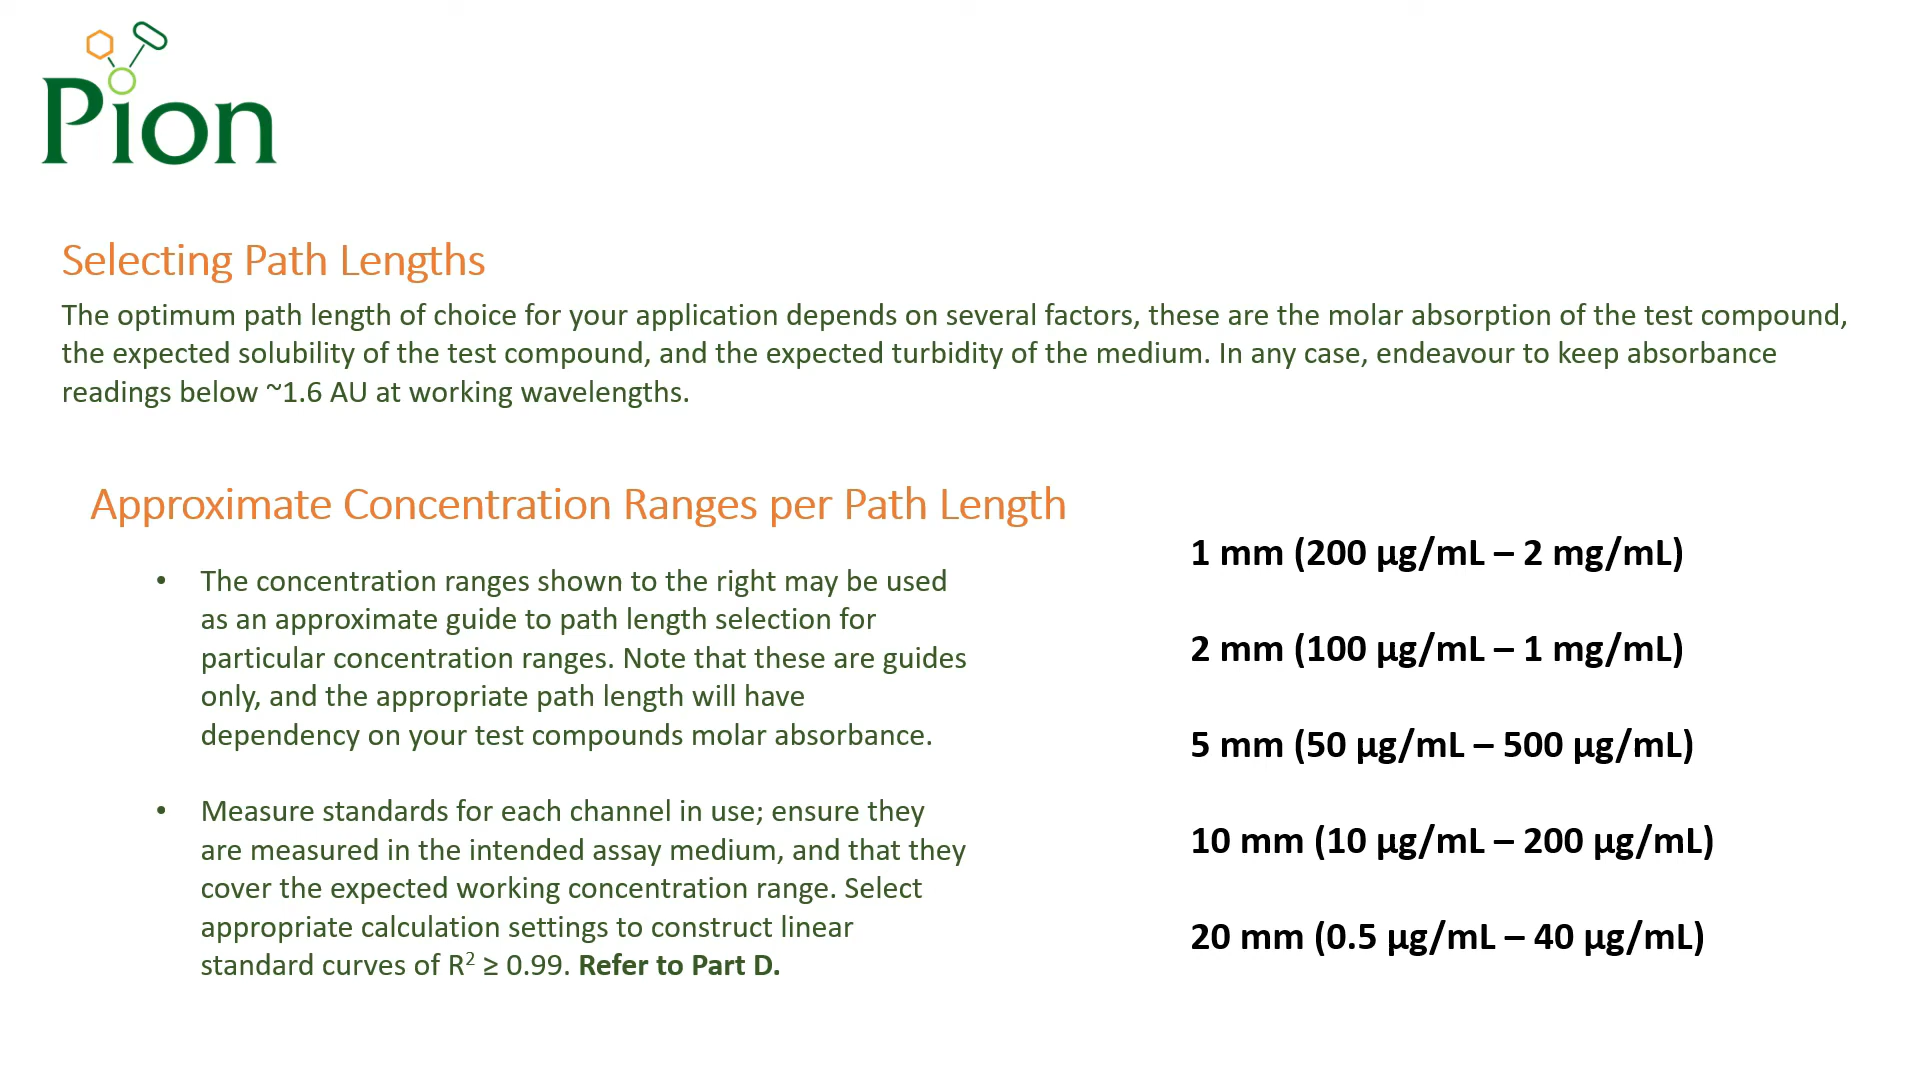 Pion
Selecting Path Lengths
The optimum path length of choice for your application depends on several factors, these are the molar absorption of the test compound,
the expected solubility of the test compound, and the expected turbidity of the medium. In any case, endeavour to keep absorbance
readings below ~1.6 AU at working wavelengths.
Approximate Concentration Ranges per Path Length
• The concentration ranges shown to the right may be used
as an approximate guide to path length selection for
particular concentration ranges. Note that these are guides
only, and the appropriate path length will have
dependency on your test compounds molar absorbance.
• Measure standards for each channel in use; ensure they
are measured in the intended assay medium, and that they
cover the expected working concentration range. Select
appropriate calculation settings to construct linear
standard curves of R² ≥ 0.99. Refer to Part D.
1 mm (200 µg/mL – 2 mg/mL)
2 mm (100 µg/mL – 1 mg/mL)
5 mm (50 µg/mL – 500 µg/mL)
10 mm (10 µg/mL – 200 µg/mL)
20 mm (0.5 µg/mL – 40 µg/mL)